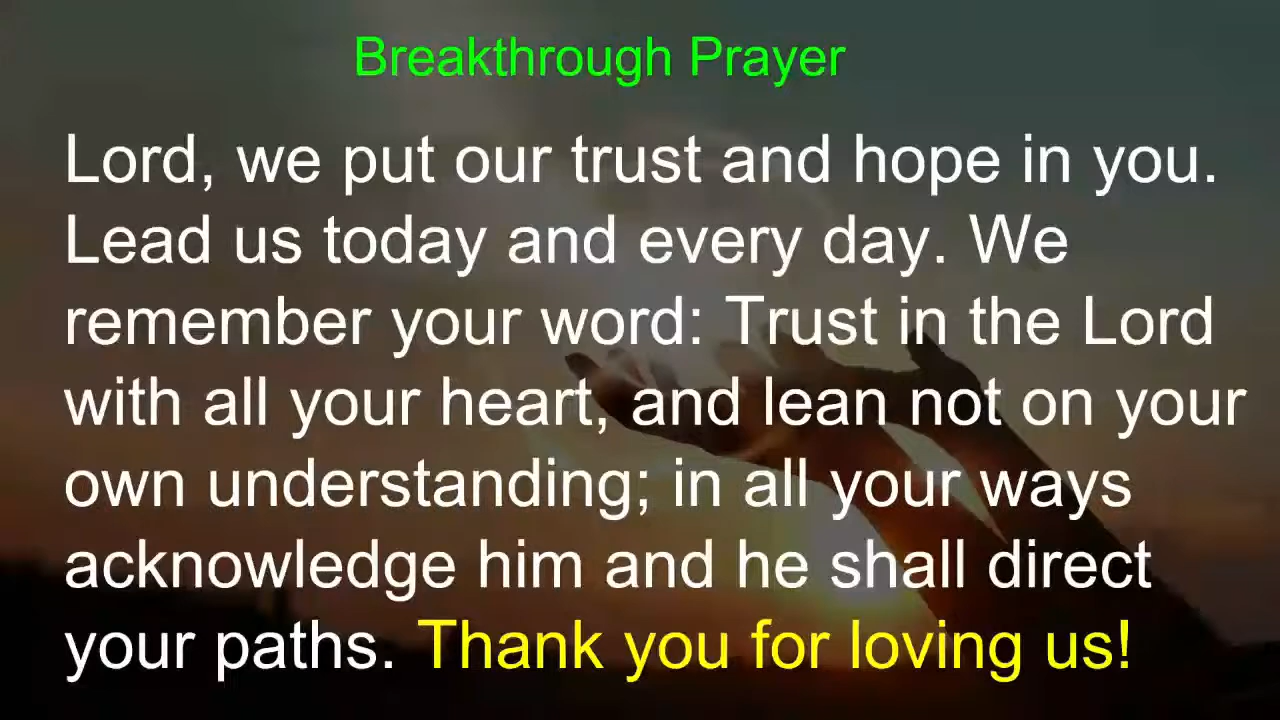 Breakthrough Prayer
Lord, we put our trust and hope in you.
Lead us today and every day. We
remember your word: Trust in the Lord
with all your heart, and lean not on your
own understanding; in all your ways
acknowledge him and he shall direct
your paths. Thank you for loving us!